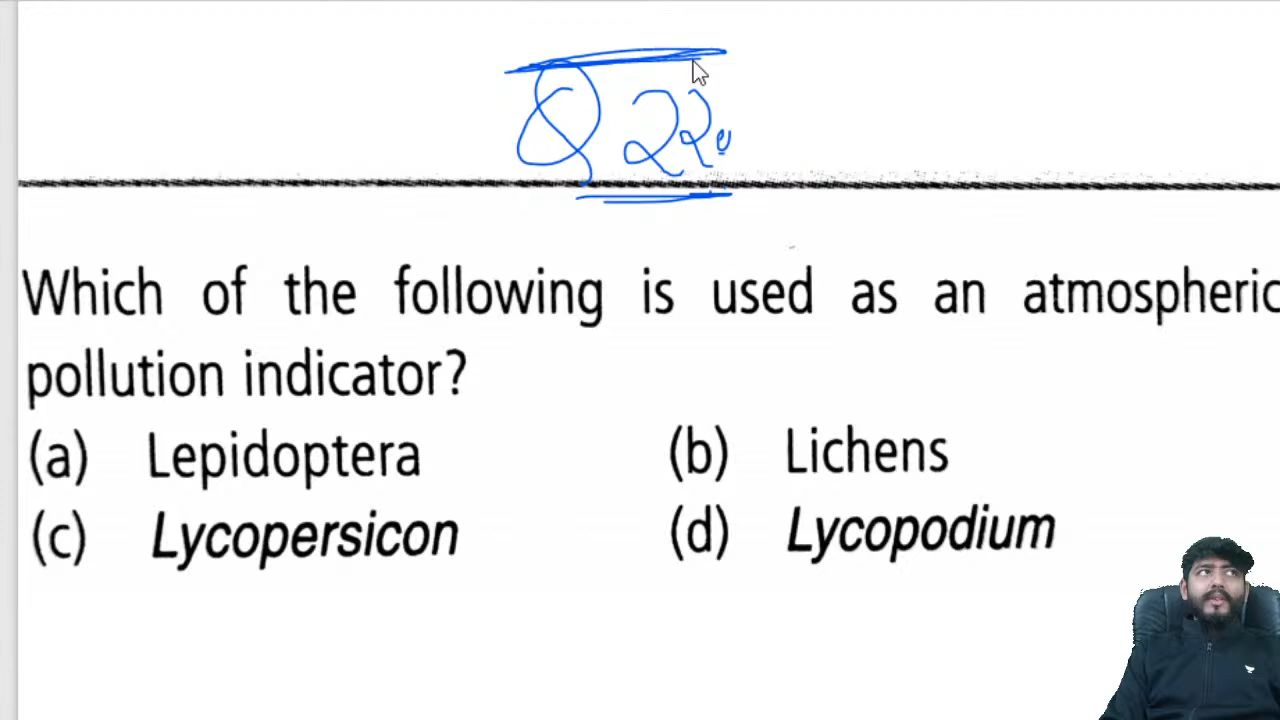 Q 22.
Which of the following is used as an atmospheric
pollution indicator?
(a) Lepidoptera (b) Lichens
(c) Lycopersicon (d) Lycopodium